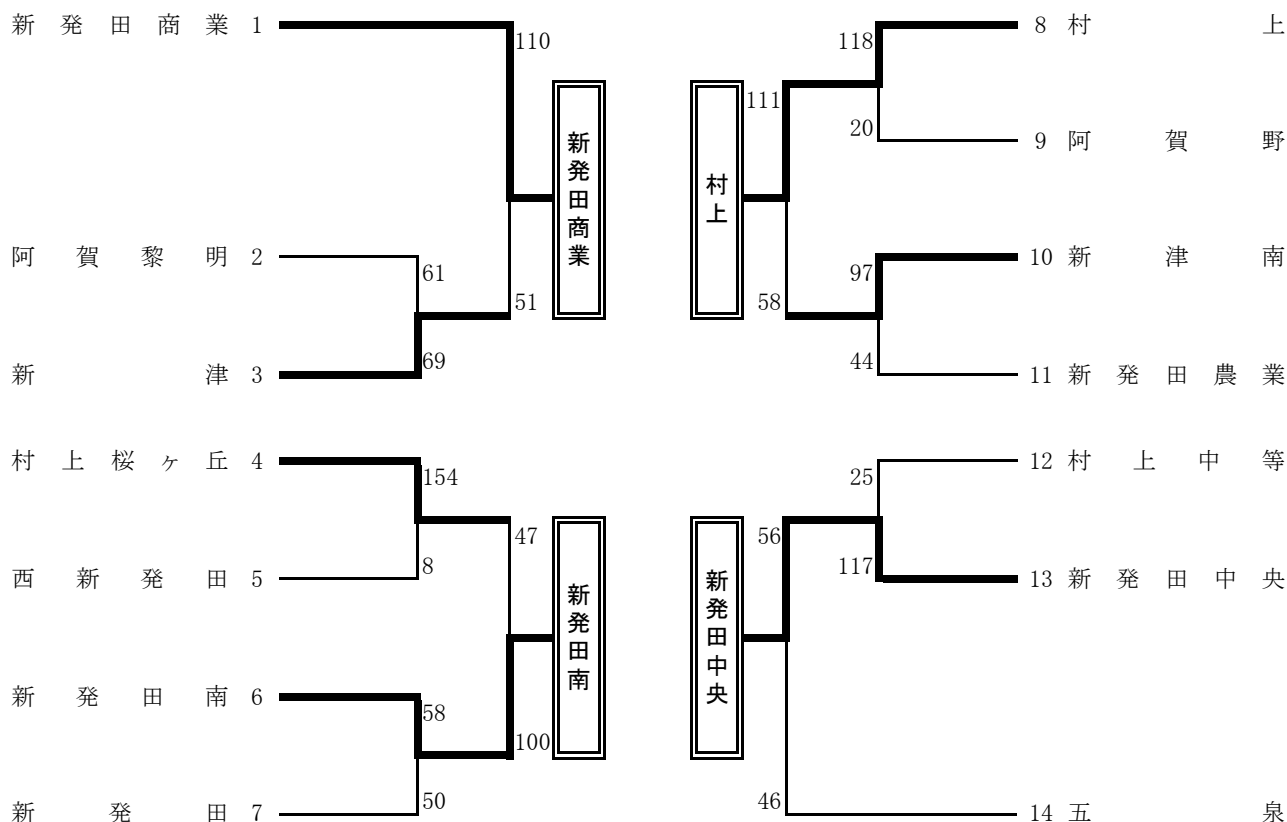 新発田商業 1
110
阿賀黎明 2
61
51
新津 3
69
新発田商業
村上桜ヶ丘 4
154
47
西新発田 5
8
新発田南 6
58
100
新発田 7
50
新発田南
8 村上
118
111
20
9 阿賀野
村上
10 新津南
97
58
44
11 新発田農業
12 村上中等
25
56
117
13 新発田中央
新発田中央
46
14 五泉